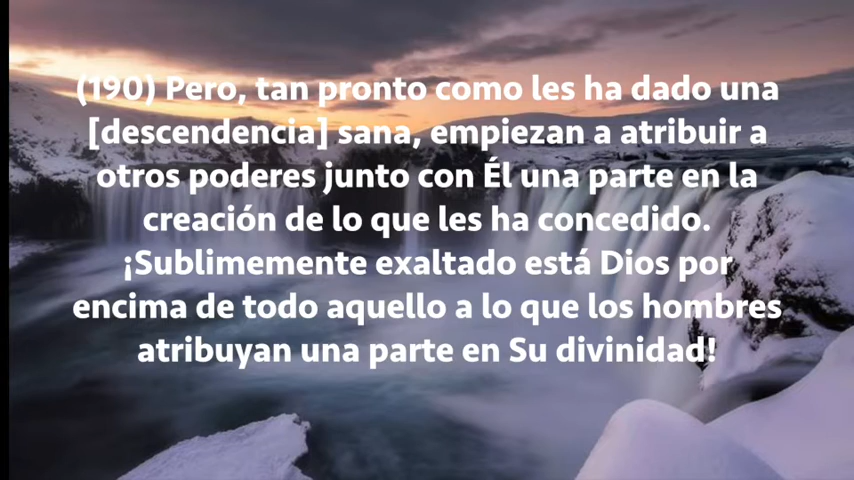 (190) Pero, tan pronto como les ha dado una
[descendencia] sana, empiezan a atribuir a
otros poderes junto con Él una parte en la
creación de lo que les ha concedido.
¡Sublimemente exaltado está Dios por
encima de todo aquello a lo que los hombres
atribuyan una parte en Su divinidad!